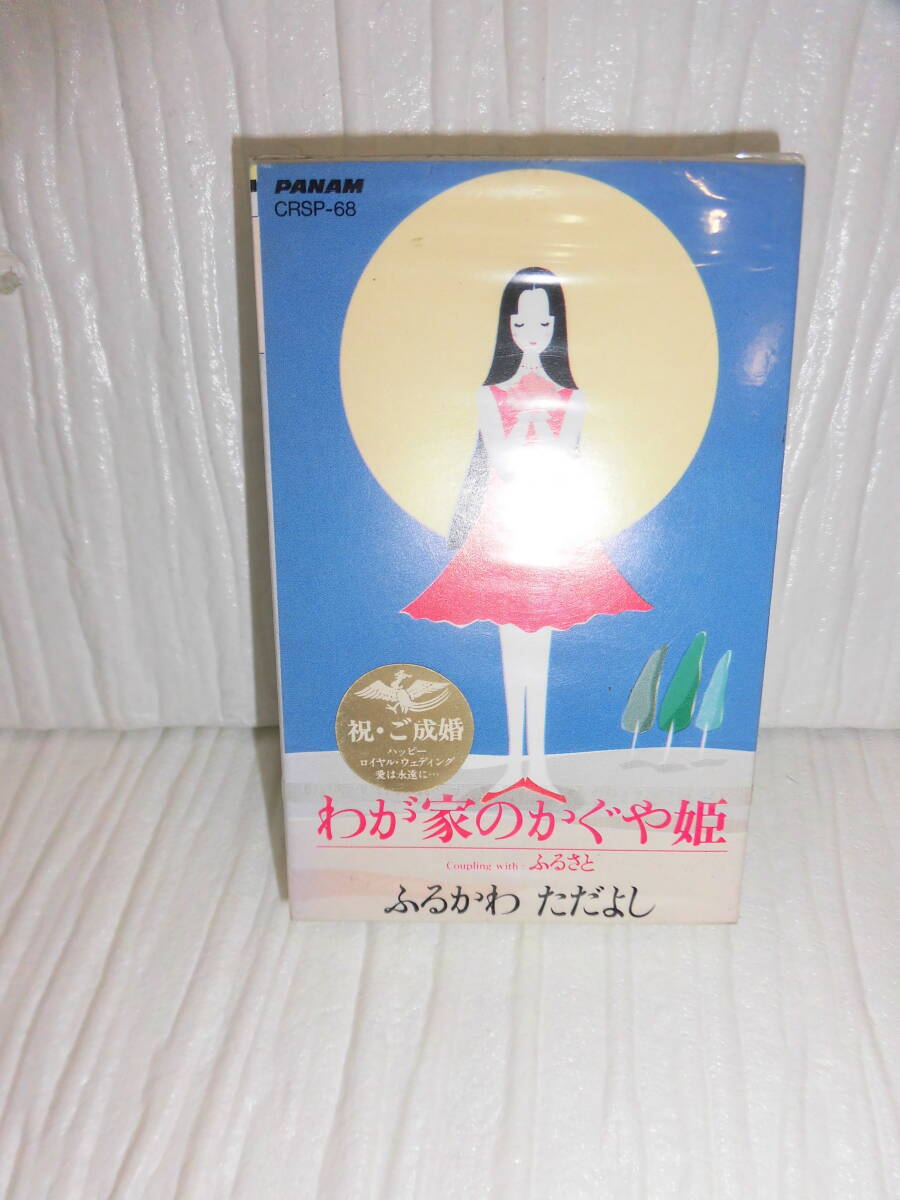 PANAM
CRSP-68
祝・ご成婚
ハッピー
ロイヤル・ウェディング
愛は永遠に…
わが家のかぐや姫
Coupling with・ふるさと
ふるかわ ただよし